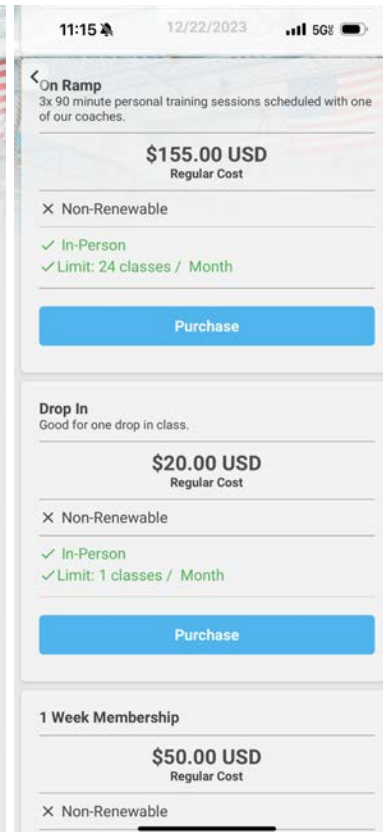 11:15
12/22/2023
5G
On Ramp
3x 90 minute personal training sessions scheduled with one
of our coaches.
$155.00 USD
Regular Cost
Non-Renewable
In-Person
Limit: 24 classes / Month
Purchase
Drop In
Good for one drop in class.
$20.00 USD
Regular Cost
Non-Renewable
In-Person
Limit: 1 classes / Month
Purchase
1 Week Membership
$50.00 USD
Regular Cost
Non-Renewable